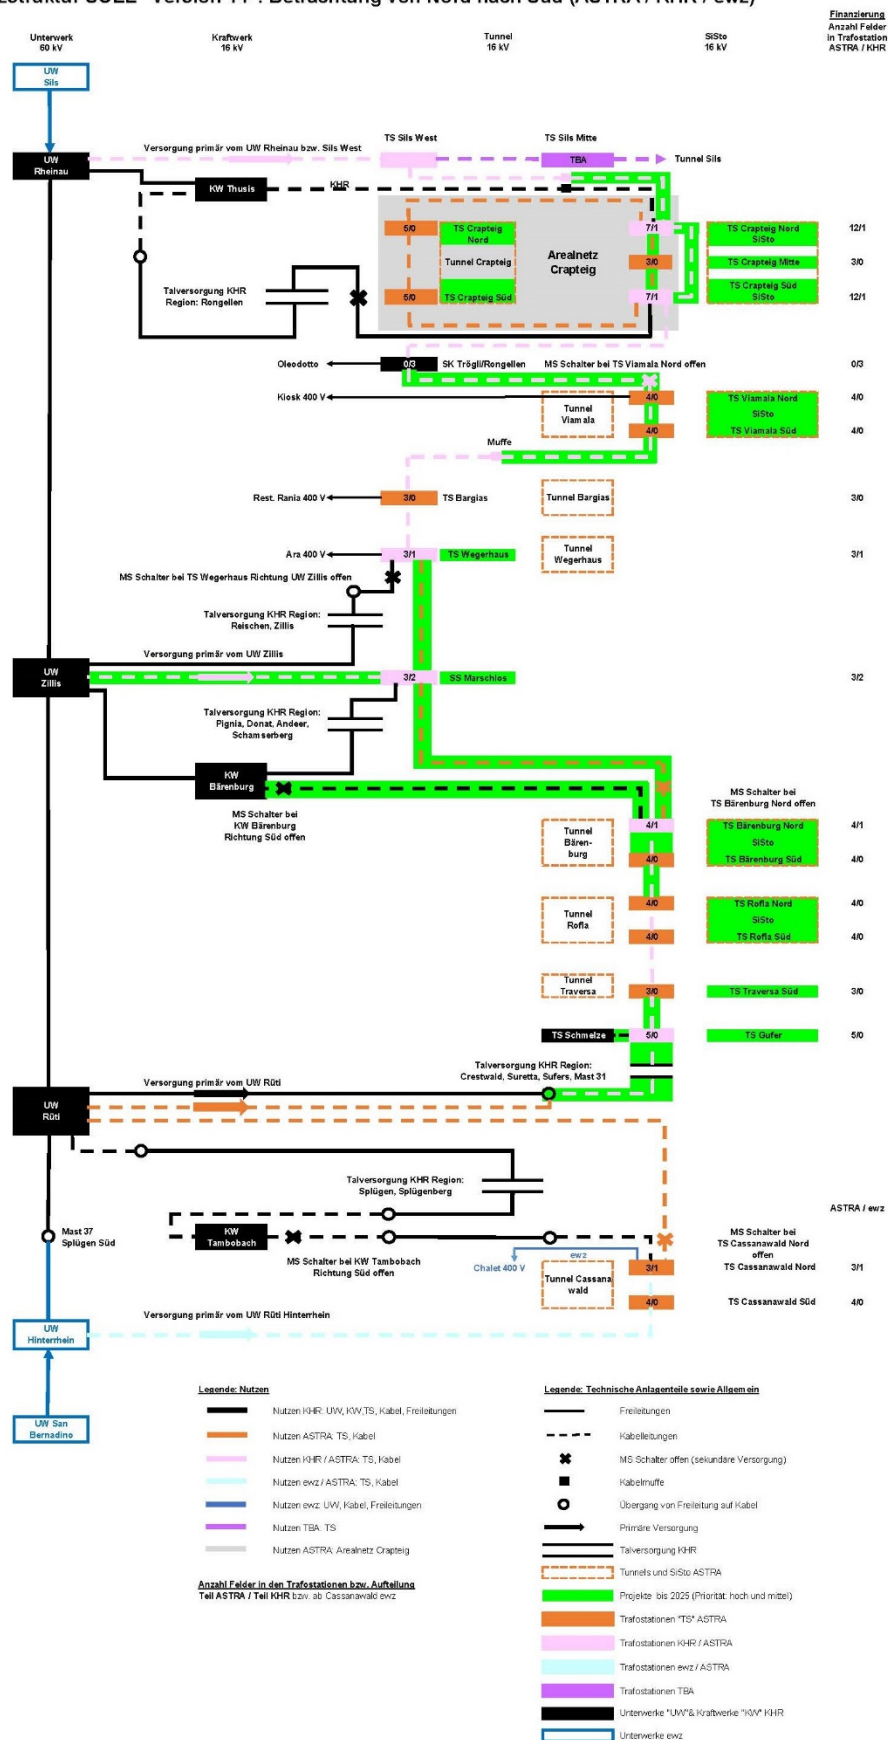 "Version 11": Betrachtung von Nord nach Süd (ASTRA / KHR / ewz)
Finanzierung
Anzahl Felder
in Trafostation
ASTRA / KHR
Unterwerk
60 kV
Kraftwerk
16 kV
Tunnel
16 kV
SiSto
16 kV
UW
Sils
Versorgung primär vom UW Rheinau bzw. Sils West
TS Sils West
TS Sils Mitte
UW
Rheinau
TBA
Tunnel Sils
KW Thusis
KHR
5/0
TS Crapteig
Nord
7/1
TS Crapteig Nord
SiSto
12/1
Tunnel Crapteig
Arealnetz
Crapteig
3/0
TS Crapteig Mitte
3/0
Talversorgung KHR
Region: Rongellen
5/0
TS Crapteig Süd
7/1
TS Crapteig Süd
SiSto
12/1
Oleodotto
0/3
SK Trögli/Rongellen
MS Schalter bei TS Viamala Nord offen
0/3
Kiosk 400 V
Tunnel
Viamala
4/0
TS Viamala Nord
4/0
SiSto
4/0
TS Viamala Süd
4/0
Muffe
Rest. Rania 400 V
3/0
TS Bargias
Tunnel Bargias
3/0
Ara 400 V
3/1
TS Wegerhaus
Tunnel
Wegerhaus
3/1
MS Schalter bei TS Wegerhaus Richtung UW Zillis offen
Talversorgung KHR Region:
Reischen, Zillis
Versorgung primär vom UW Zillis
UW
Zillis
3/2
SS Marschlos
3/2
Talversorgung KHR Region:
Pignia, Donat, Andeer,
Schamserberg
KW
Bärenburg
MS Schalter bei
KW Bärenburg
Richtung Süd offen
MS Schalter bei
TS Bärenburg Nord offen
Tunnel
Bären-
burg
4/1
TS Bärenburg Nord
4/1
SiSto
4/0
TS Bärenburg Süd
4/0
Tunnel
Rofla
4/0
TS Rofla Nord
4/0
SiSto
4/0
TS Rofla Süd
4/0
Tunnel
Traversa
3/0
TS Traversa Süd
3/0
TS Schmelze
5/0
TS Gufer
5/0
Talversorgung KHR Region:
Crestwald, Suretta, Sufers, Mast 31
Versorgung primär vom UW Rüti
UW
Rüti
Talversorgung KHR Region:
Splügen, Splügenberg
ASTRA / ewz
Mast 37
Splügen Süd
KW
Tambobach
MS Schalter bei KW Tambobach
Richtung Süd offen
MS Schalter bei
TS Cassanawald Nord
offen
ewz
Chalet 400 V
Tunnel Cassana
wald
3/1
TS Cassanawald Nord
3/1
4/0
TS Cassanawald Süd
4/0
Versorgung primär vom UW Rüti Hinterrhein
UW
Hinterrhein
UW San
Bernadino
Legende: Nutzen
Nutzen KHR: UW, KW,TS, Kabel, Freileitungen
Nutzen ASTRA: TS, Kabel
Nutzen KHR / ASTRA: TS, Kabel
Nutzen ewz / ASTRA: TS, Kabel
Nutzen ewz: UW, Kabel, Freileitungen
Nutzen TBA: TS
Nutzen ASTRA: Arealnetz Crapteig
Anzahl Felder in den Trafostationen bzw. Aufteilung
Teil ASTRA / Teil KHR bzw. ab Cassanawald ewz
Legende: Technische Anlagenteile sowie Allgemein
Freileitungen
Kabelleitungen
MS Schalter offen (sekundäre Versorgung)
Kabelmuffe
Übergang von Freileitung auf Kabel
Primäre Versorgung
Talversorgung KHR
Tunnels und SiSto ASTRA
Projekte bis 2025 (Priorität: hoch und mittel)
Trafostationen "TS" ASTRA
Trafostationen KHR / ASTRA
Trafostationen ewz / ASTRA
Trafostationen TBA
Unterwerke "UW"& Kraftwerke "KW" KHR
Unterwerke ewz